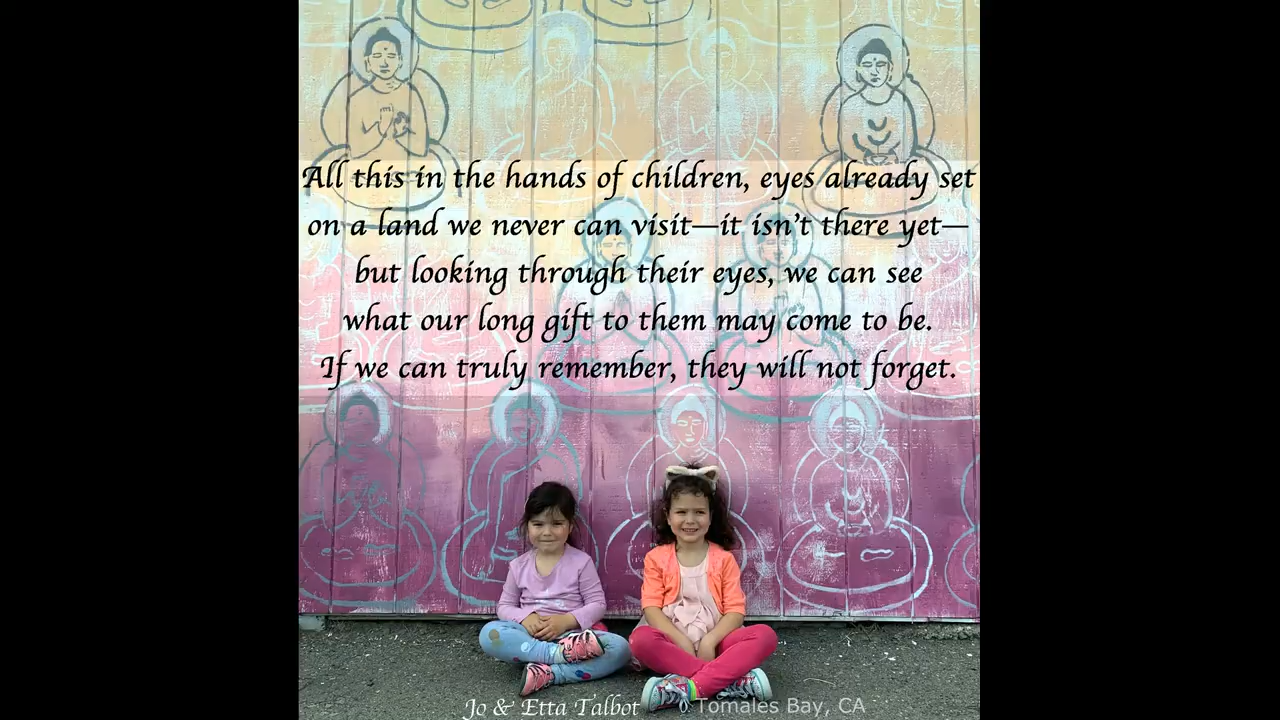 All this in the hands of children, eyes already set
on a land we never can visit—it isn't there yet—
but looking through their eyes, we can see
what our long gift to them may come to be.
If we can truly remember, they will not forget.
Jo & Etta Talbot Tomales Bay, CA